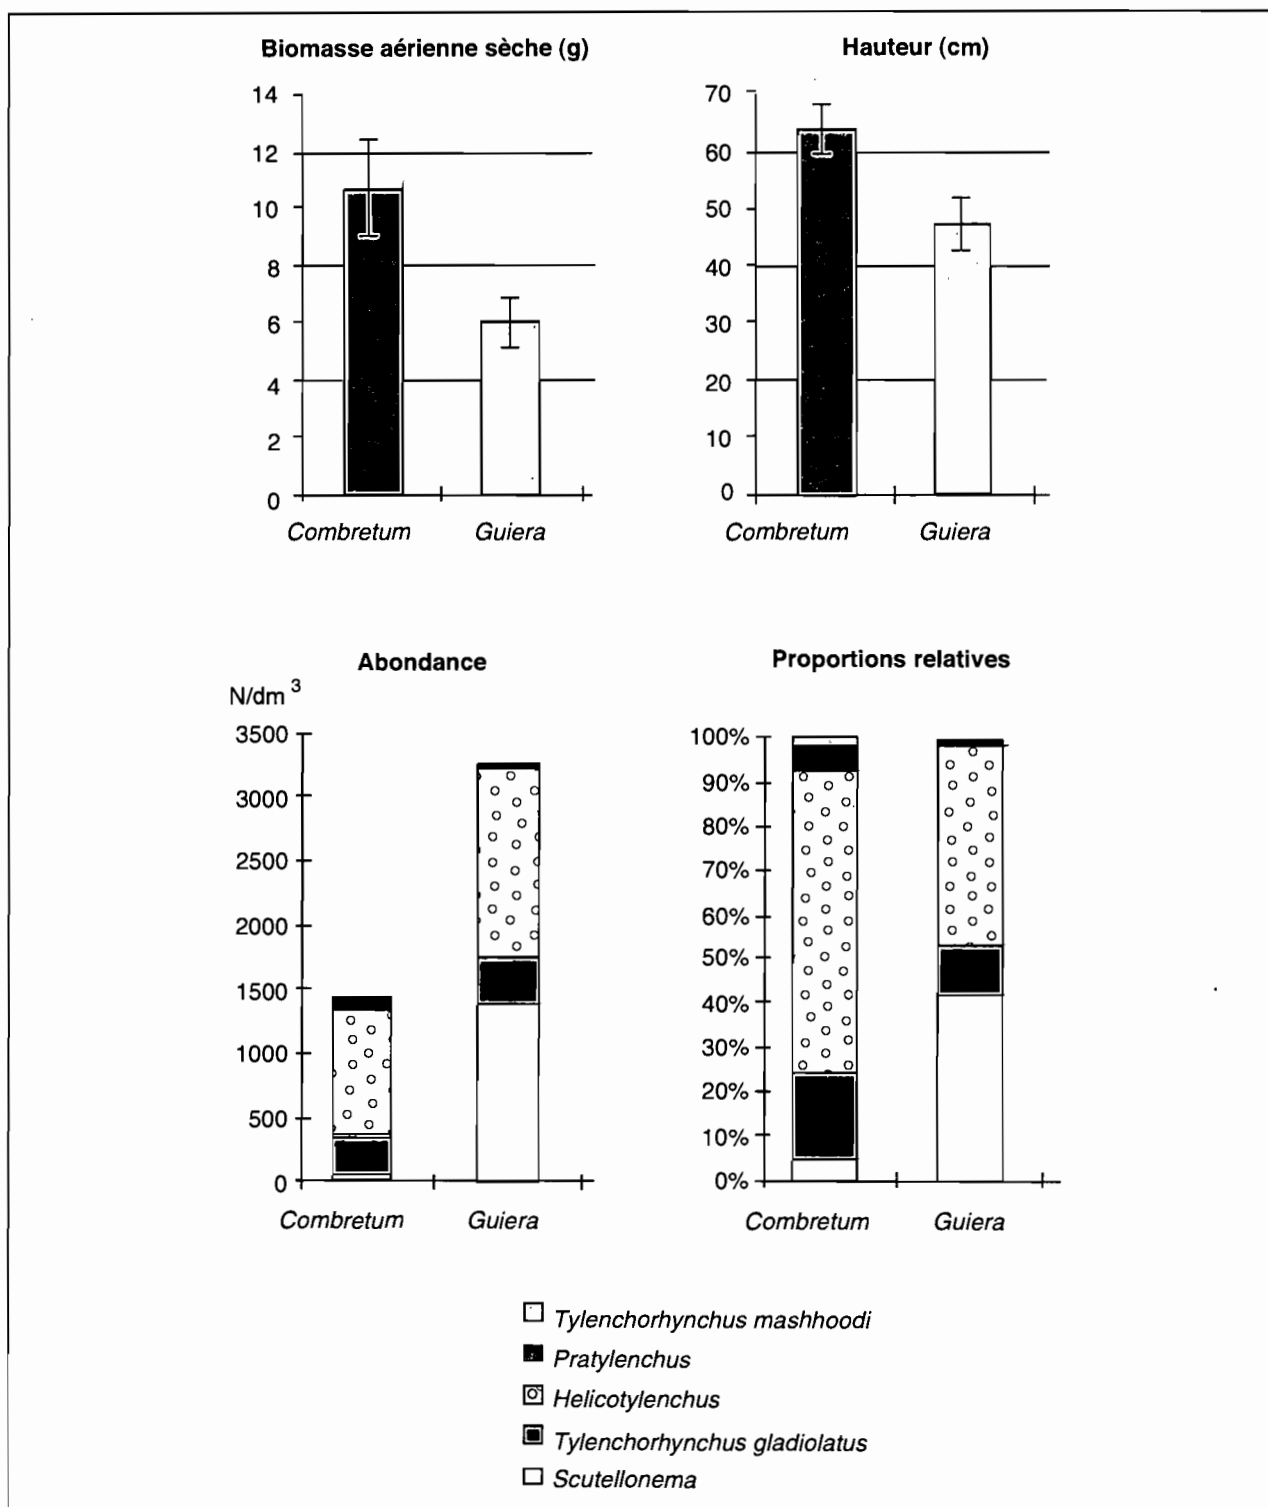 Biomasse aérienne sèche (g)
14
12
10
8
6
4
2
0
Combretum Guiera
Hauteur (cm)
70
60
50
40
30
20
10
0
Combretum Guiera
Abondance
N/dm 3
3500
3000
2500
2000
1500
1000
500
0
Combretum Guiera
Proportions relatives
100%
90%
80%
70%
60%
50%
40%
30%
20%
10%
0%
Combretum Guiera
Tylenchorhynchus mashhoodi
Pratylenchus
Helicotylenchus
Tylenchorhynchus gladiolatus
Scutellonema